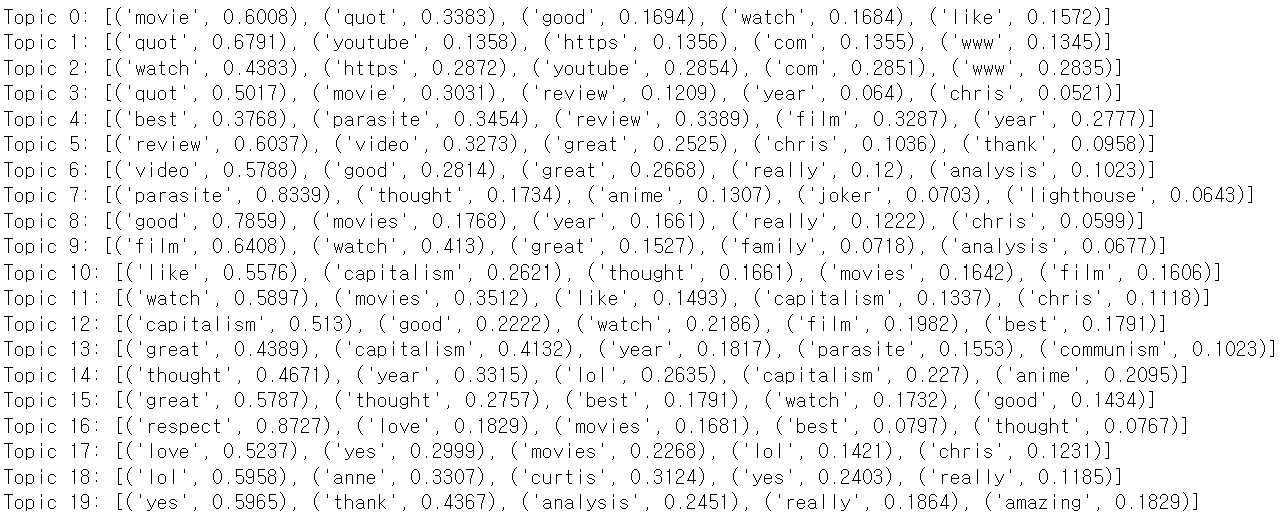 Topic 0: [('movie', 0.6008), ('quot', 0.3383), ('good', 0.1694), ('watch', 0.1684), ('like', 0.1572)]
Topic 1: [('quot', 0.6791), ('youtube', 0.1358), ('https', 0.1356), ('com', 0.1355), ('www', 0.1345)]
Topic 2: [('watch', 0.4383), ('https', 0.2872), ('youtube', 0.2854), ('com', 0.2851), ('www', 0.2835)]
Topic 3: [('quot', 0.5017), ('movie', 0.3031), ('review', 0.1209), ('year', 0.064), ('chris', 0.0521)]
Topic 4: [('best', 0.3768), ('parasite', 0.3454), ('review', 0.3389), ('film', 0.3287), ('year', 0.2777)]
Topic 5: [('review', 0.6037), ('video', 0.3273), ('great', 0.2525), ('chris', 0.1036), ('thank', 0.0958)]
Topic 6: [('video', 0.5788), ('good', 0.2814), ('great', 0.2668), ('really', 0.12), ('analysis', 0.1023)]
Topic 7: [('parasite', 0.8339), ('thought', 0.1734), ('anime', 0.1307), ('joker', 0.0703), ('lighthouse', 0.0643)]
Topic 8: [('good', 0.7859), ('movies', 0.1768), ('year', 0.1661), ('really', 0.1222), ('chris', 0.0599)]
Topic 9: [('film', 0.6408), ('watch', 0.413), ('great', 0.1527), ('family', 0.0718), ('analysis', 0.0677)]
Topic 10: [('like', 0.5576), ('capitalism', 0.2621), ('thought', 0.1661), ('movies', 0.1642), ('film', 0.1606)]
Topic 11: [('watch', 0.5897), ('movies', 0.3512), ('like', 0.1493), ('capitalism', 0.1337), ('chris', 0.1118)]
Topic 12: [('capitalism', 0.513), ('good', 0.2222), ('watch', 0.2186), ('film', 0.1982), ('best', 0.1791)]
Topic 13: [('great', 0.4389), ('capitalism', 0.4132), ('year', 0.1817), ('parasite', 0.1553), ('communism', 0.1023)]
Topic 14: [('thought', 0.4671), ('year', 0.3315), ('lol', 0.2635), ('capitalism', 0.227), ('anime', 0.2095)]
Topic 15: [('great', 0.5787), ('thought', 0.2757), ('best', 0.1791), ('watch', 0.1732), ('good', 0.1434)]
Topic 16: [('respect', 0.8727), ('love', 0.1829), ('movies', 0.1681), ('best', 0.0797), ('thought', 0.0767)]
Topic 17: [('love', 0.5237), ('yes', 0.2999), ('movies', 0.2268), ('lol', 0.1421), ('chris', 0.1231)]
Topic 18: [('lol', 0.5958), ('anne', 0.3307), ('curtis', 0.3124), ('yes', 0.2403), ('really', 0.1185)]
Topic 19: [('yes', 0.5965), ('thank', 0.4367), ('analysis', 0.2451), ('really', 0.1864), ('amazing', 0.1829)]